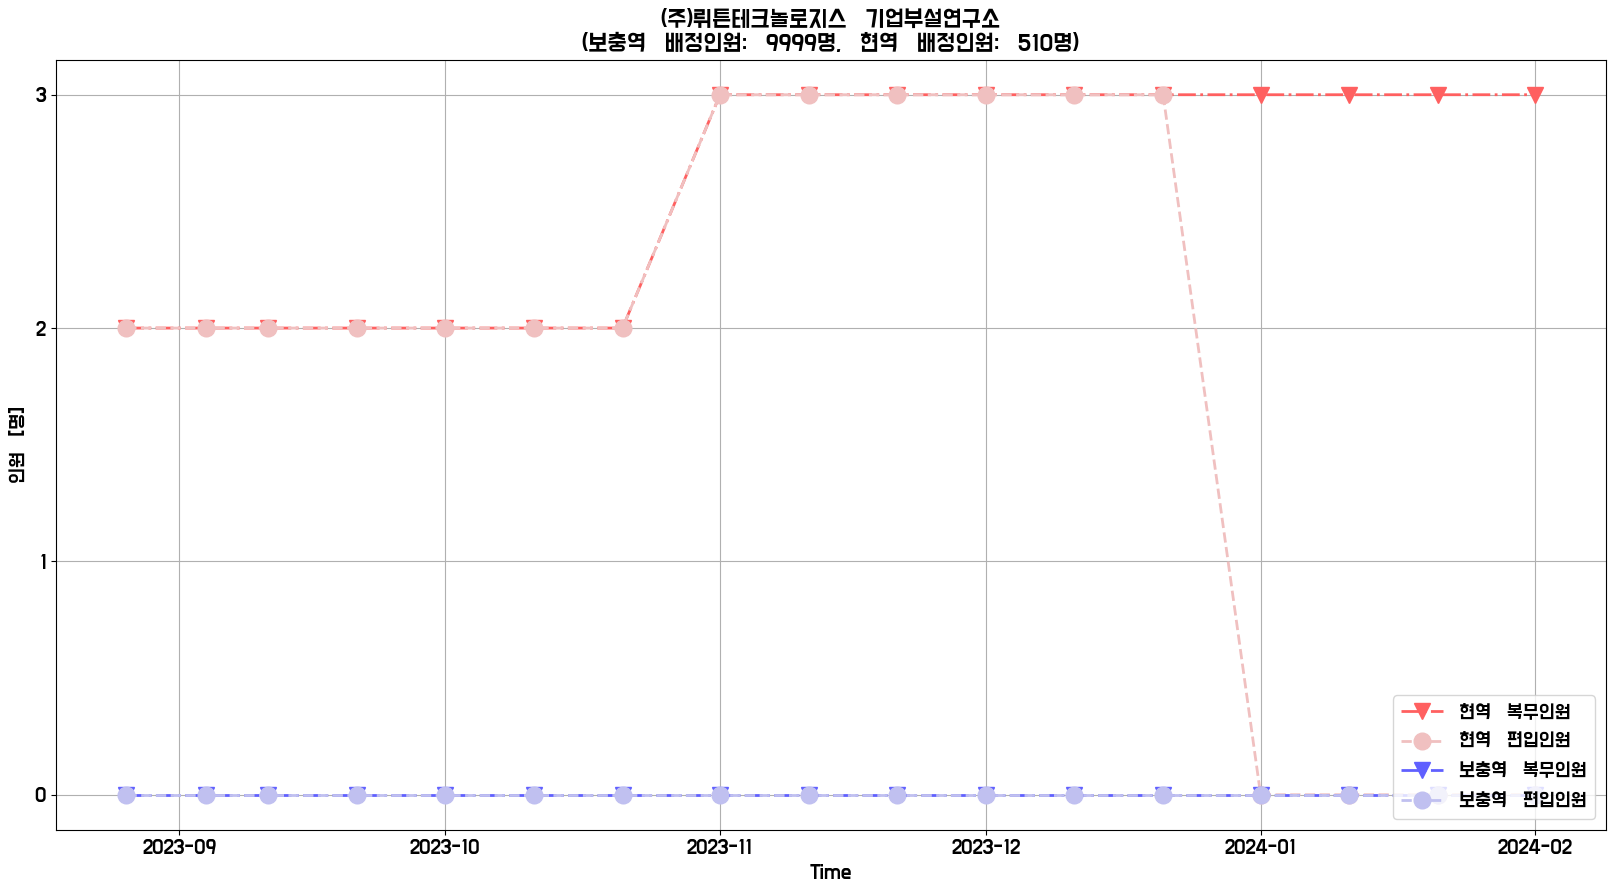 (주)뤼튼테크놀로지스 기업부설연구소
(보충역 배정인원: 9999명, 현역 배정인원: 510명)
3
2
1
0
인원 [명]
2023-09
2023-10
2023-11
2023-12
2024-01
2024-02
Time
현역 복무인원
현역 편입인원
보충역 복무인원
보충역 편입인원